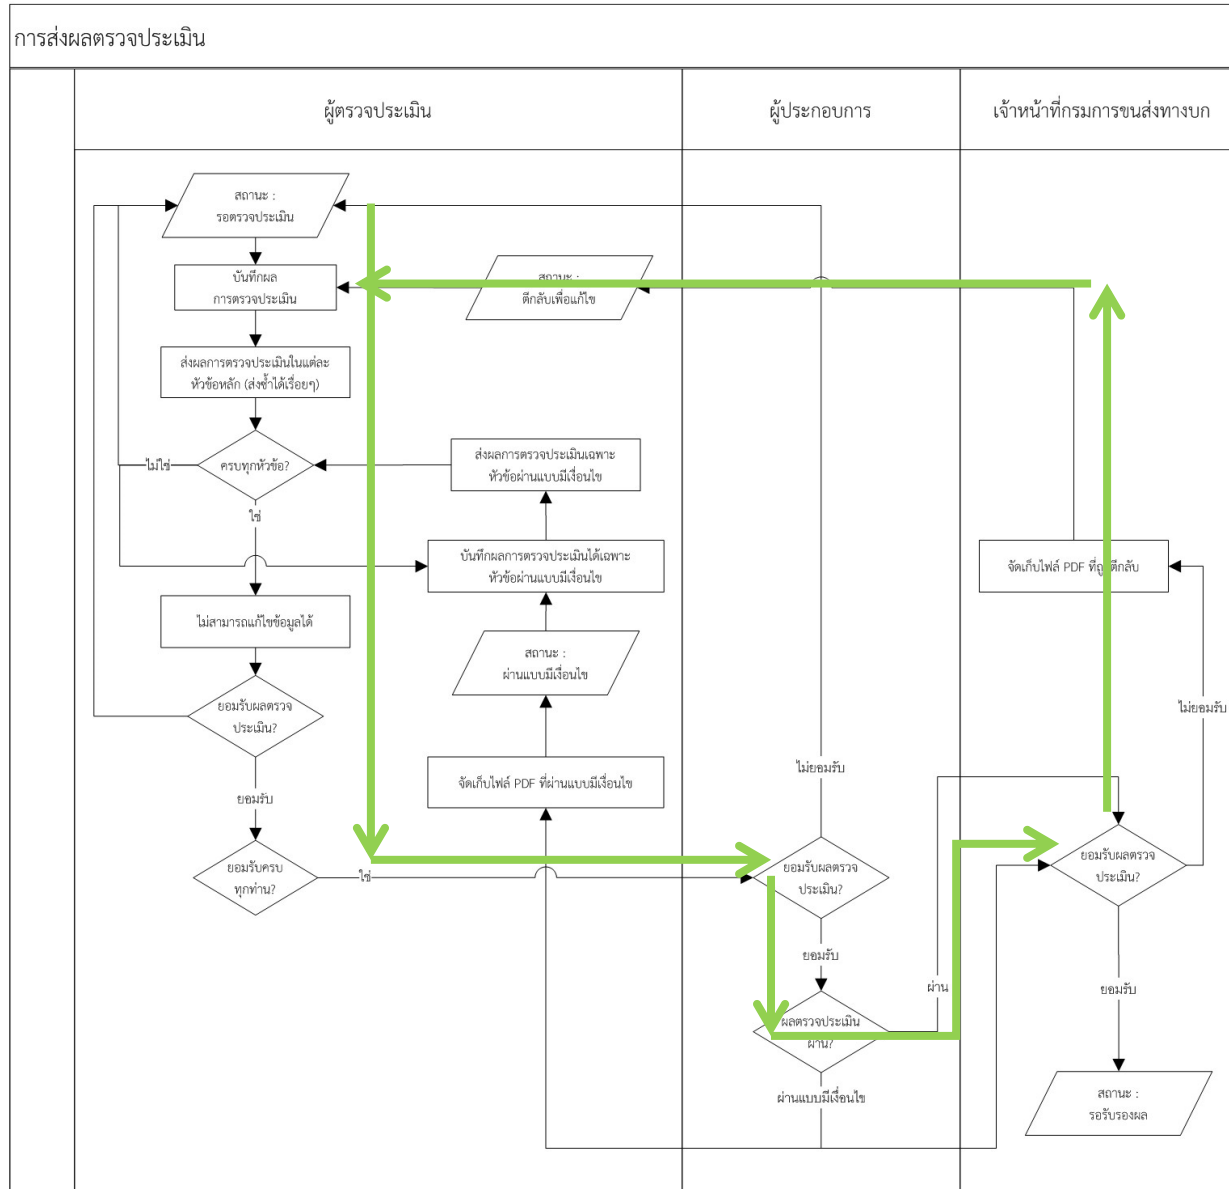 การส่งผลตรวจประเมิน
ผู้ตรวจประเมิน
ผู้ประกอบการ
เจ้าหน้าที่กรมการขนส่งทางบก
สถานะ :
รอตรวจประเมิน
บันทึกผล
การตรวจประเมิน
สถานะ :
ตีกลับเพื่อแก้ไข
ส่งผลการตรวจประเมินในแต่ละ
หัวข้อหลัก (ส่งซ้ำได้เรื่อยๆ)
ไม่ใช่
ครบทุกหัวข้อ?
ส่งผลการตรวจประเมินเฉพาะ
หัวข้อผ่านแบบมีเงื่อนไข
ใช่
บันทึกผลการตรวจประเมินได้เฉพาะ
หัวข้อผ่านแบบมีเงื่อนไข
จัดเก็บไฟล์ PDF ที่ถูกตีกลับ
ไม่สามารถแก้ไขข้อมูลได้
สถานะ :
ผ่านแบบมีเงื่อนไข
ยอมรับผลตรวจ
ประเมิน?
ไม่ยอมรับ
ไม่ยอมรับ
จัดเก็บไฟล์ PDF ที่ผ่านแบบมีเงื่อนไข
ยอมรับ
ยอมรับครบ
ทุกท่าน?
ใช่
ยอมรับผลตรวจ
ประเมิน?
ยอมรับผลตรวจ
ประเมิน?
ยอมรับ
ผ่าน
ยอมรับ
ผลตรวจประเมิน
ผ่าน?
ผ่านแบบมีเงื่อนไข
สถานะ :
รอรับรองผล